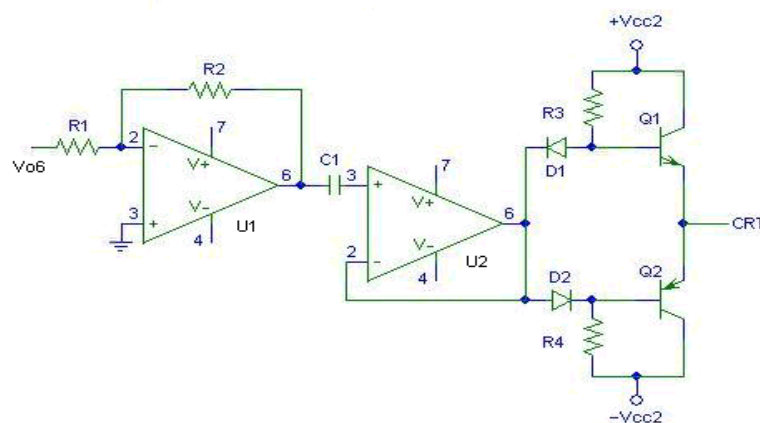 +Vcc2
R2
R3
Q1
R1
7
2
−
V+
6
C1
3
+
7
D1
Vo6
V−
V+
3
+
6
CRT
4
U1
V−
2
−
U2
D2
Q2
4
R4
−Vcc2